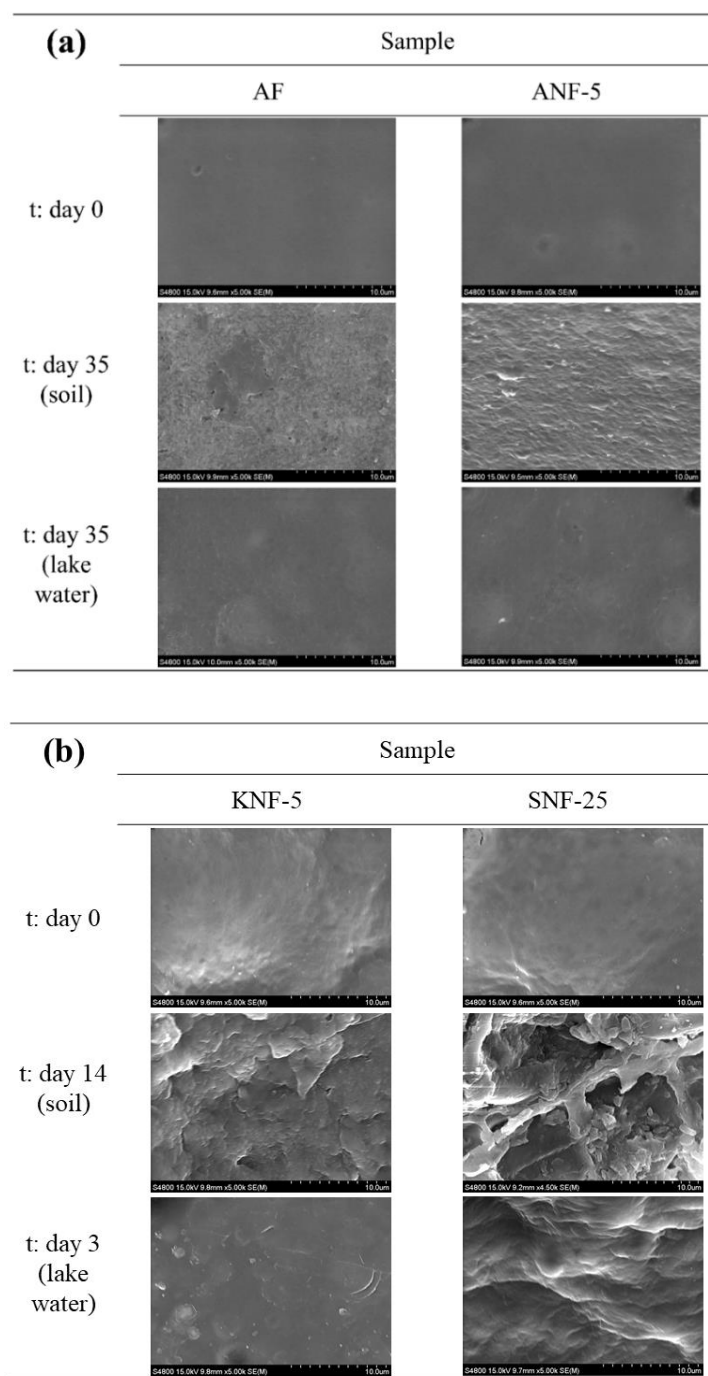 (a)
Sample
AF
ANF-5
t: day 0
S4800 15.0kV 9.6mm x5.00k SE(M) 10.0um
S4800 15.0kV 9.8mm x5.00k SE(M) 10.0um
t: day 35
(soil)
S4800 15.0kV 9.9mm x5.00k SE(M) 10.0um
S4800 15.0kV 9.5mm x5.00k SE(M) 10.0um
t: day 35
(lake
water)
S4800 15.0kV 10.0mm x5.00k SE(M) 10.0um
S4800 15.0kV 9.9mm x5.00k SE(M) 10.0um
(b)
Sample
KNF-5
SNF-25
t: day 0
S4800 15.0kV 9.6mm x5.00k SE(M) 10.0um
S4800 15.0kV 9.6mm x5.00k SE(M) 10.0um
t: day 14
(soil)
S4800 15.0kV 9.8mm x5.00k SE(M) 10.0um
S4800 15.0kV 9.2mm x4.50k SE(M) 10.0um
t: day 3
(lake
water)
S4800 15.0kV 9.8mm x5.00k SE(M) 10.0um
S4800 15.0kV 9.7mm x5.00k SE(M) 10.0um